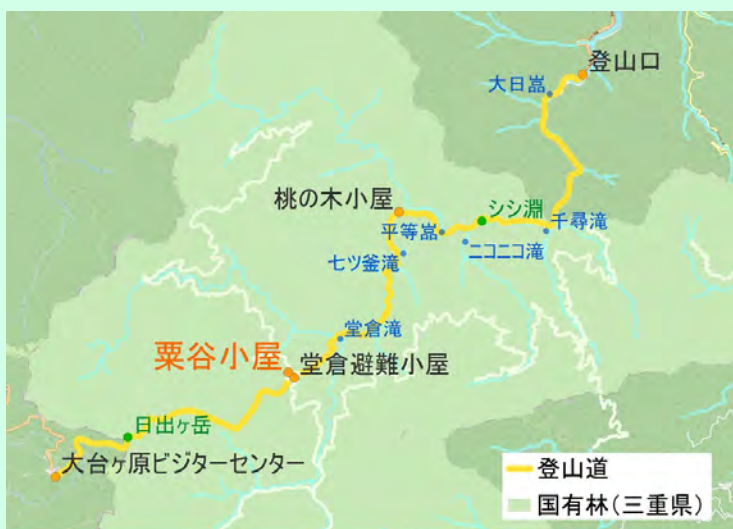 登山口
大日嵓
桃の木小屋
シシ淵
千尋滝
平等嵓
ニコニコ滝
七ツ釜滝
堂倉滝
粟谷小屋
堂倉避難小屋
日出ヶ岳
大台ヶ原ビジターセンター
登山道
国有林(三重県)